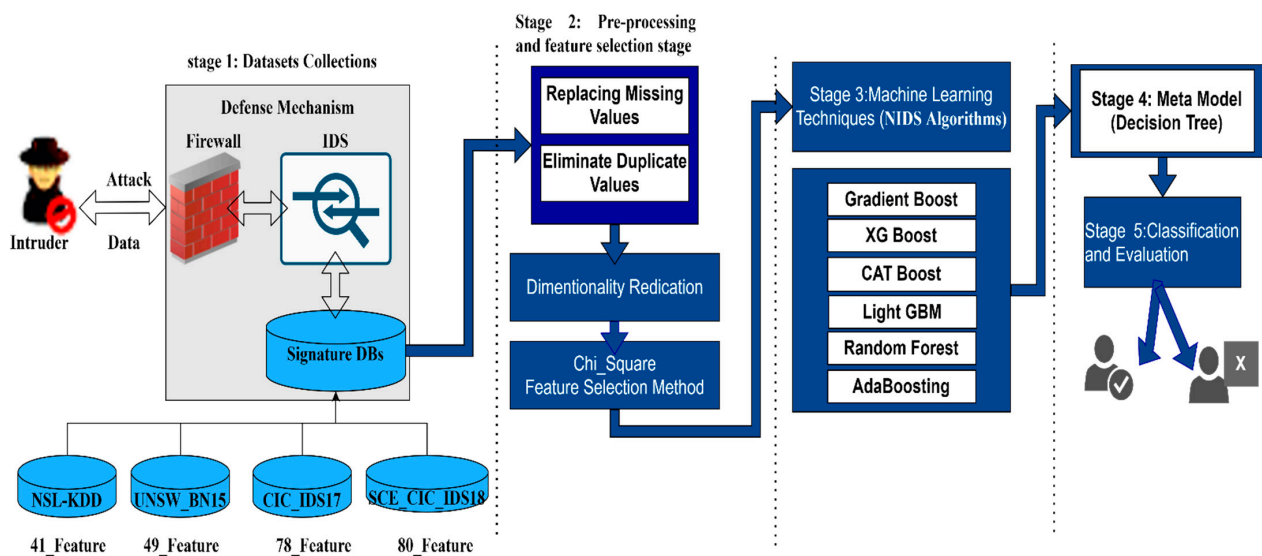 stage 1: Datasets Collections
Defense Mechanism
Firewall
IDS
Attack
Intruder
Data
Signature DBs
NSL-KDD
UNSW_BN15
CIC_IDS17
SCE_CIC_IDS18
41_Feature
49_Feature
78_Feature
80_Feature
Stage 2: Pre-processing
and feature selection stage
Replacing Missing
Values
Eliminate Duplicate
Values
Dimentionality Redication
Chi_Square
Feature Selection Method
Stage 3:Machine Learning
Techniques (NIDS Algorithms)
Gradient Boost
XG Boost
CAT Boost
Light GBM
Random Forest
AdaBoosting
Stage 4: Meta Model
(Decision Tree)
Stage 5:Classification
and Evaluation
X